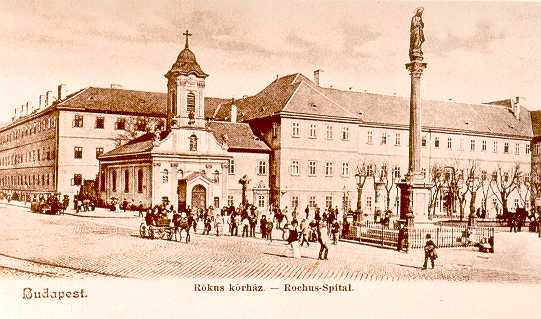 Budapest.
Rókus kórház. — Rochus-Spital.